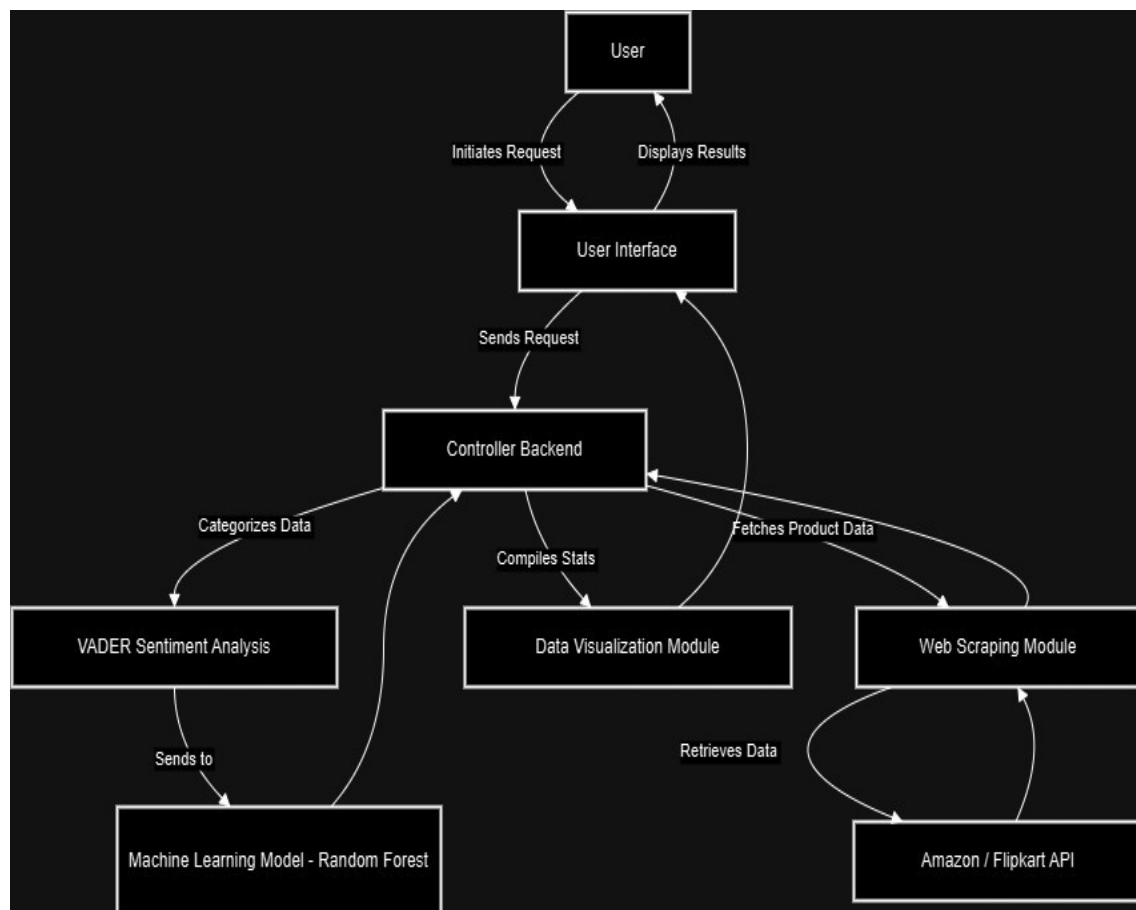 User
Initiates Request
Displays Results
User Interface
Sends Request
Controller Backend
Categorizes Data
Fetches Product Data
Compiles Stats
VADER Sentiment Analysis
Data Visualization Module
Web Scraping Module
Retrieves Data
Sends to
Machine Learning Model - Random Forest
Amazon / Flipkart API